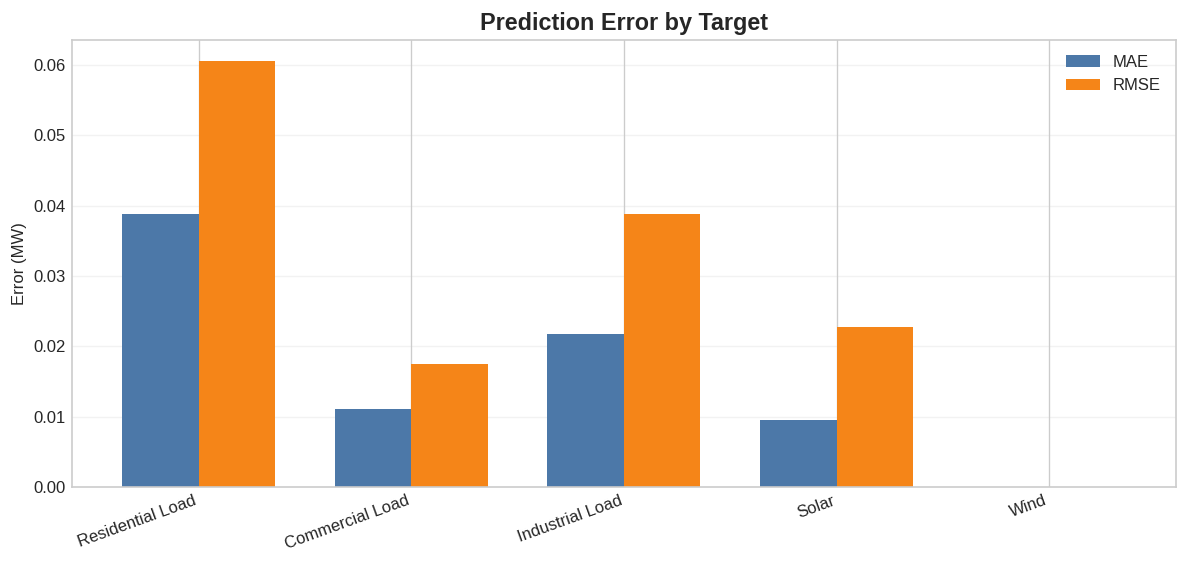 Prediction Error by Target
MAE
RMSE
Error (MW)
0.06
0.05
0.04
0.03
0.02
0.01
0.00
Residential Load
Commercial Load
Industrial Load
Solar
Wind